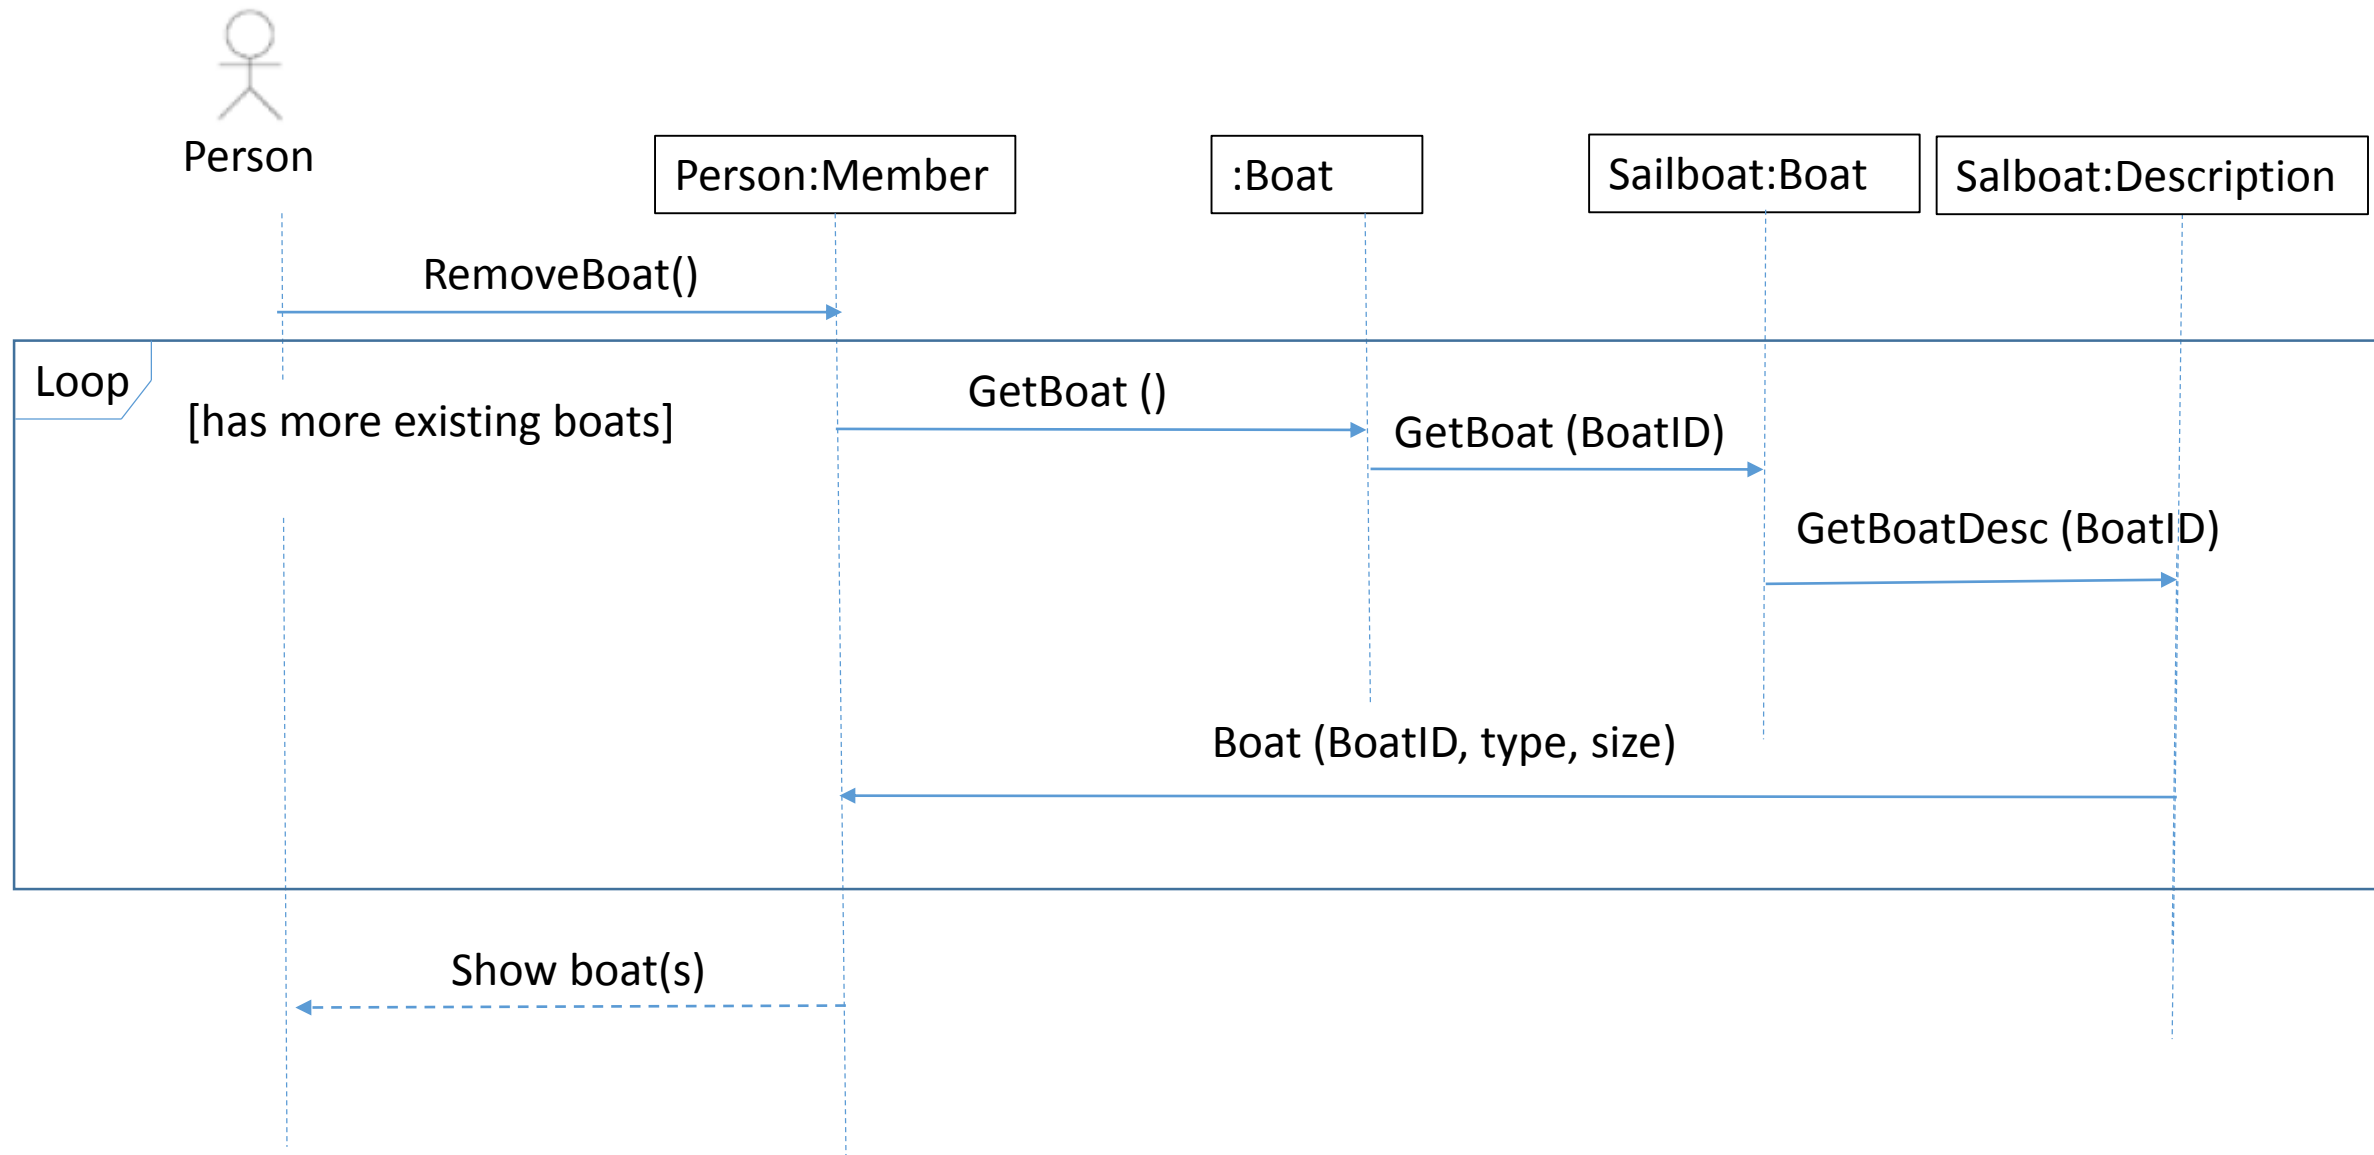 Person
Person:Member
:Boat
Sailboat:Boat
Salboat:Description
RemoveBoat()
Loop
[has more existing boats]
GetBoat ()
GetBoat (BoatID)
GetBoatDesc (BoatID)
Boat (BoatID, type, size)
Show boat(s)